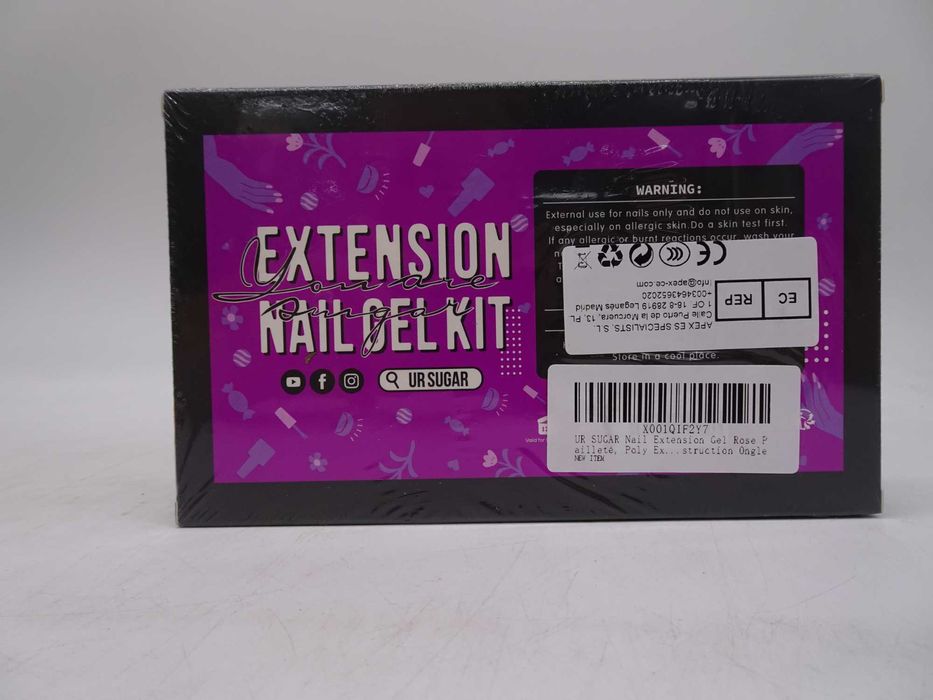 EXTENSION
You are
sugar
NAIL GEL KIT
UR SUGAR
WARNING:
External use for nails only and do not use on skin,
especially on allergic skin.Do a skin test first.
If any allergic or burnt reactions occur, wash your
CE
EC REP
APEX ES SPECIALISTS, S.L.
Calle Puerto de la Morcuera, 13. PL
1 OF 16-8 28919 Leganés Madrid
+0034643652020
info@apex-ce.com
Store in a cool place.
X001QIF2Y7
UR SUGAR Nail Extension Gel Rose P
ailleté, Poly Ex...struction Ongle
NEW ITEM